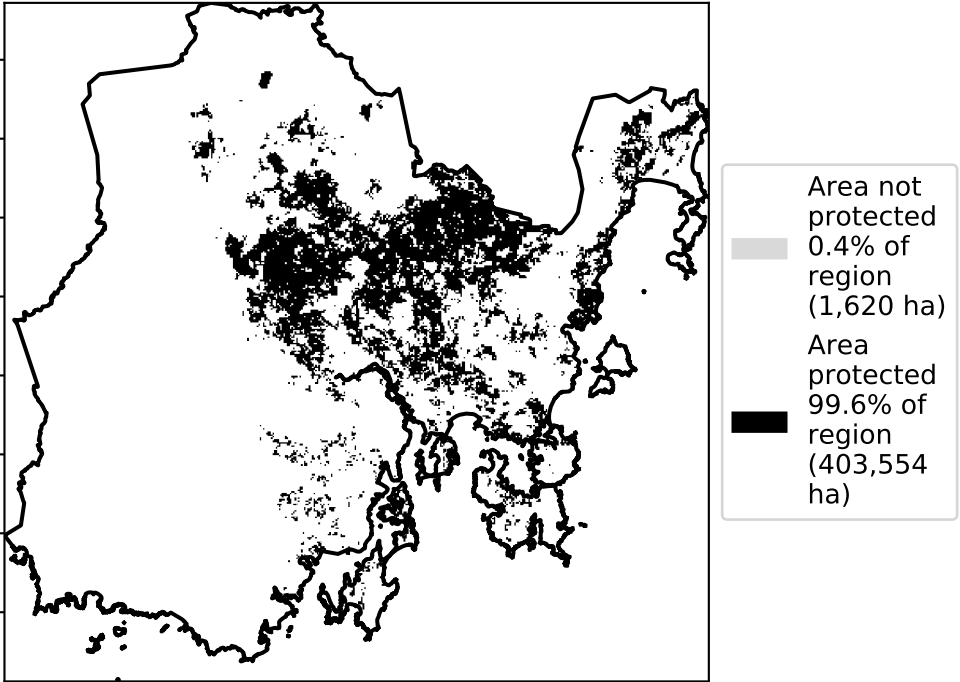 Area not
protected
0.4% of
region
(1,620 ha)
Area
protected
99.6% of
region
(403,554
ha)